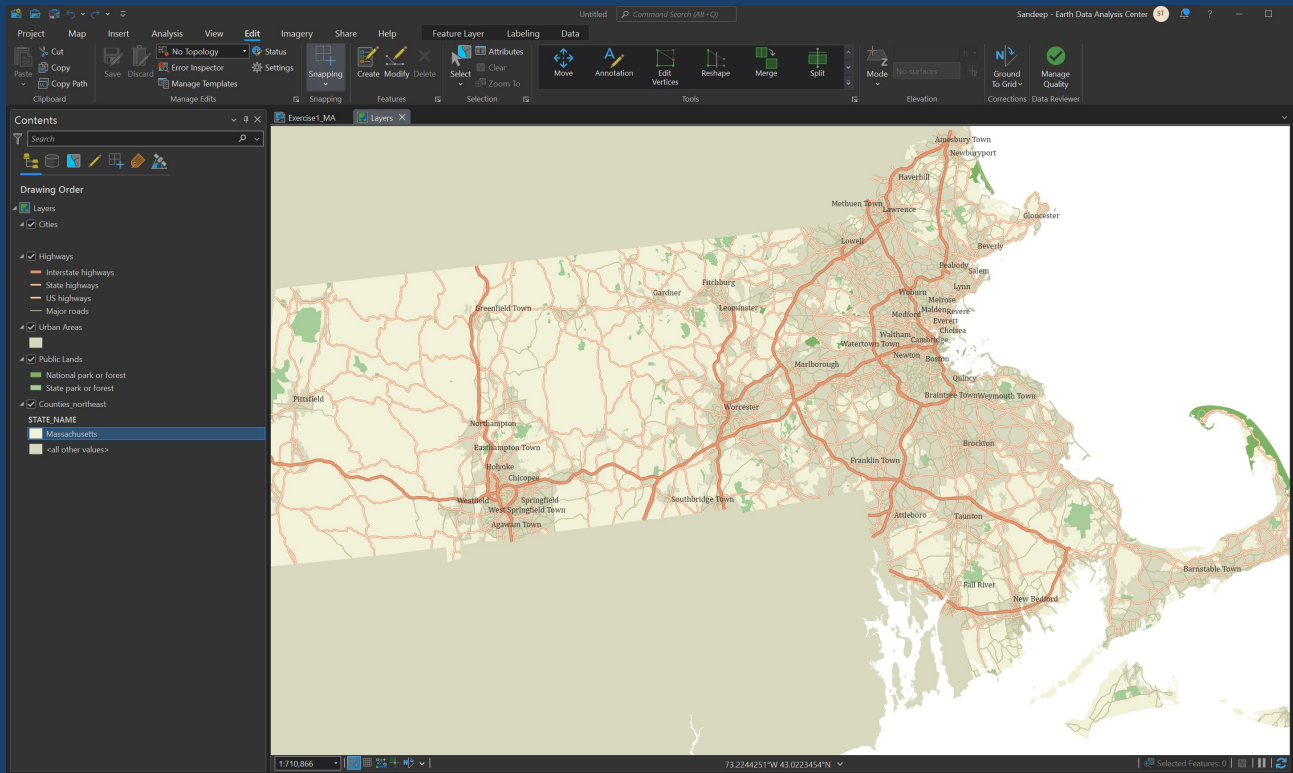 Untitled
Command Search (Alt+Q)
Sandeep - Earth Data Analysis Center
ST
?
Project Map Insert Analysis View Edit Imagery Share Help Feature Layer Labeling Data
Paste
Cut
Copy
Copy Path
Clipboard
Save
Discard
No Topology
Error Inspector
Manage Templates
Status
Settings
Manage Edits
Snapping
Snapping
Create
Modify
Delete
Features
Select
Attributes
Clear
Zoom To
Selection
Move
Annotation
Edit
Vertices
Reshape
Merge
Split
Tools
Mode
No surfaces
Elevation
Ground
To Grid
Corrections
Manage
Quality
Data Reviewer
Contents
Search
Drawing Order
Layers
Cities
Highways
Interstate highways
State highways
US highways
Major roads
Urban Areas
Public Lands
National park or forest
State park or forest
Counties_northeast
STATE_NAME
Massachusetts
<all other values>
Exercise1_MA
Layers
Amesbury Town
Newburyport
Haverhill
Methuen Town
Lawrence
Gloucester
Lowell
Beverly
Peabody
Salem
Fitchburg
Gardner
Lynn
Woburn
Melrose
Greenfield Town
Leominster
Medford
Malden
Revere
Everett
Chelsea
Waltham
Cambridge
Watertown Town
Newton
Boston
Marlborough
Quincy
Pittsfield
Braintree Town
Weymouth Town
Worcester
Northampton
Easthampton Town
Brockton
Holyoke
Franklin Town
Chicopee
Westfield
Springfield
West Springfield Town
Southbridge Town
Agawam Town
Attleboro
Taunton
Barnstable Town
Fall River
New Bedford
1:710,866
73.2244251°W 43.0223454°N
Selected Features: 0